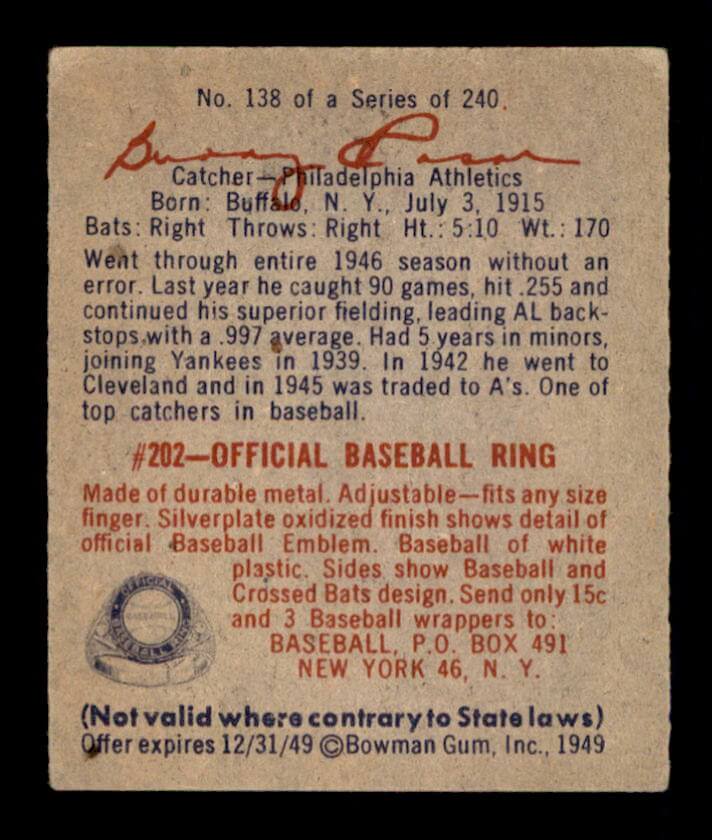 No. 138 of a Series of 240.
Buddy Rosar
Catcher—Philadelphia Athletics
Born: Buffalo, N. Y., July 3, 1915
Bats: Right Throws: Right Ht.: 5:10 Wt.: 170
Went through entire 1946 season without an
error. Last year he caught 90 games, hit .255 and
continued his superior fielding, leading AL back-
stops with a .997 average. Had 5 years in minors,
joining Yankees in 1939. In 1942 he went to
Cleveland and in 1945 was traded to A's. One of
top catchers in baseball.
#202—OFFICIAL BASEBALL RING
Made of durable metal. Adjustable—fits any size
finger. Silverplate oxidized finish shows detail of
official Baseball Emblem. Baseball of white
plastic. Sides show Baseball and
Crossed Bats design. Send only 15c
and 3 Baseball wrappers to:
BASEBALL, P.O. BOX 491
NEW YORK 46, N. Y.
OFFICIAL
BASEBALL RING
(Not valid where contrary to State laws)
Offer expires 12/31/49 ©Bowman Gum, Inc., 1949